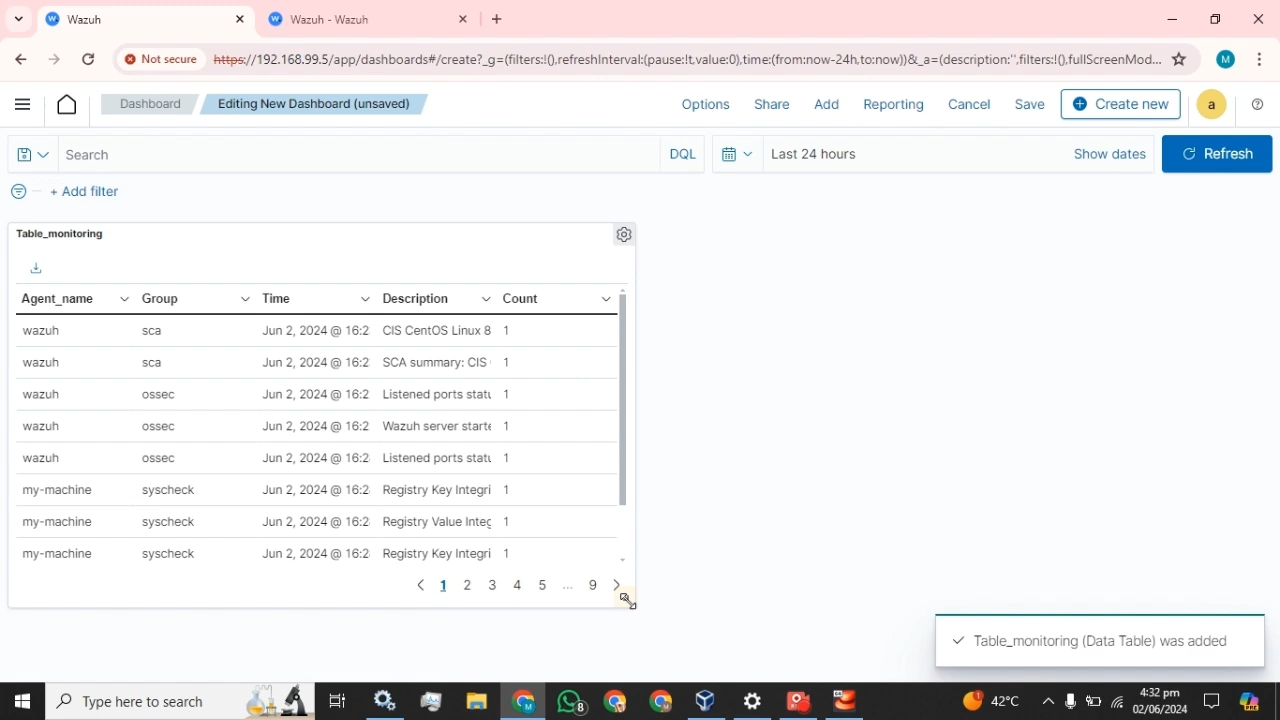 Wazuh
Wazuh - Wazuh
Not secure https://192.168.99.5/app/dashboards#/create?_g=(filters:!(),refreshInterval:(pause:!t,value:0),time:(from:now-24h,to:now))&_a=(description:'',filters:!(),fullScreenMod... M
Dashboard Editing New Dashboard (unsaved) Options Share Add Reporting Cancel Save Create new a
Search DQL Last 24 hours Show dates Refresh
+ Add filter
Table_monitoring
Agent_name Group Time Description Count
wazuh sca Jun 2, 2024 @ 16:2 CIS CentOS Linux 8 1
wazuh sca Jun 2, 2024 @ 16:2 SCA summary: CIS 1
wazuh ossec Jun 2, 2024 @ 16:2 Listened ports statu 1
wazuh ossec Jun 2, 2024 @ 16:2 Wazuh server starte 1
wazuh ossec Jun 2, 2024 @ 16:2 Listened ports statu 1
my-machine syscheck Jun 2, 2024 @ 16:2 Registry Key Integri 1
my-machine syscheck Jun 2, 2024 @ 16:2 Registry Value Integ 1
my-machine syscheck Jun 2, 2024 @ 16:2 Registry Key Integri 1
1 2 3 4 5 ... 9
Table_monitoring (Data Table) was added
Type here to search 8 42°C 4:32 pm
02/06/2024